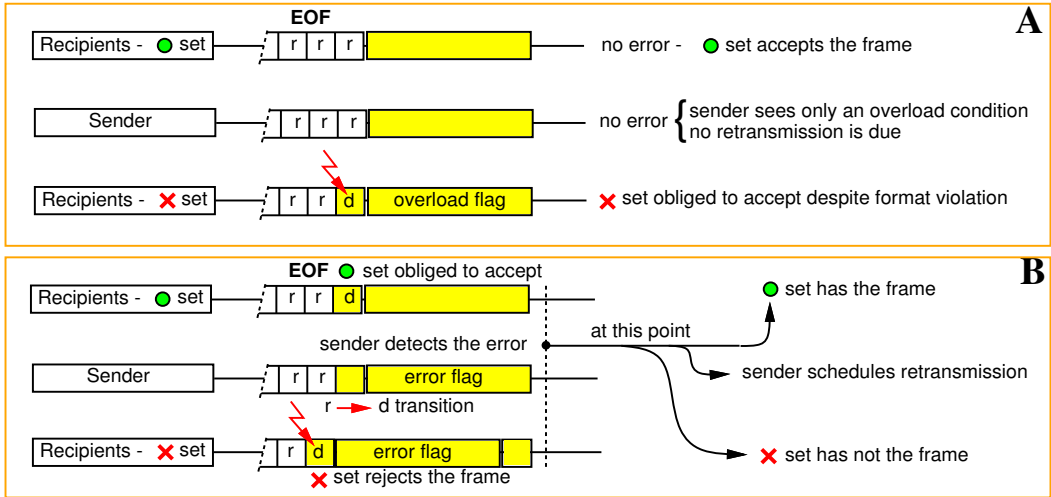 EOF
A
Recipients - set
r r r
no error - set accepts the frame
Sender
r r r
no error { sender sees only an overload condition
no retransmission is due
Recipients - set
r r d
overload flag
set obliged to accept despite format violation
B
EOF set obliged to accept
Recipients - set
r r d
set has the frame
at this point
sender detects the error
Sender
r r
error flag
sender schedules retransmission
r d transition
Recipients - set
r d
error flag
set has not the frame
set rejects the frame